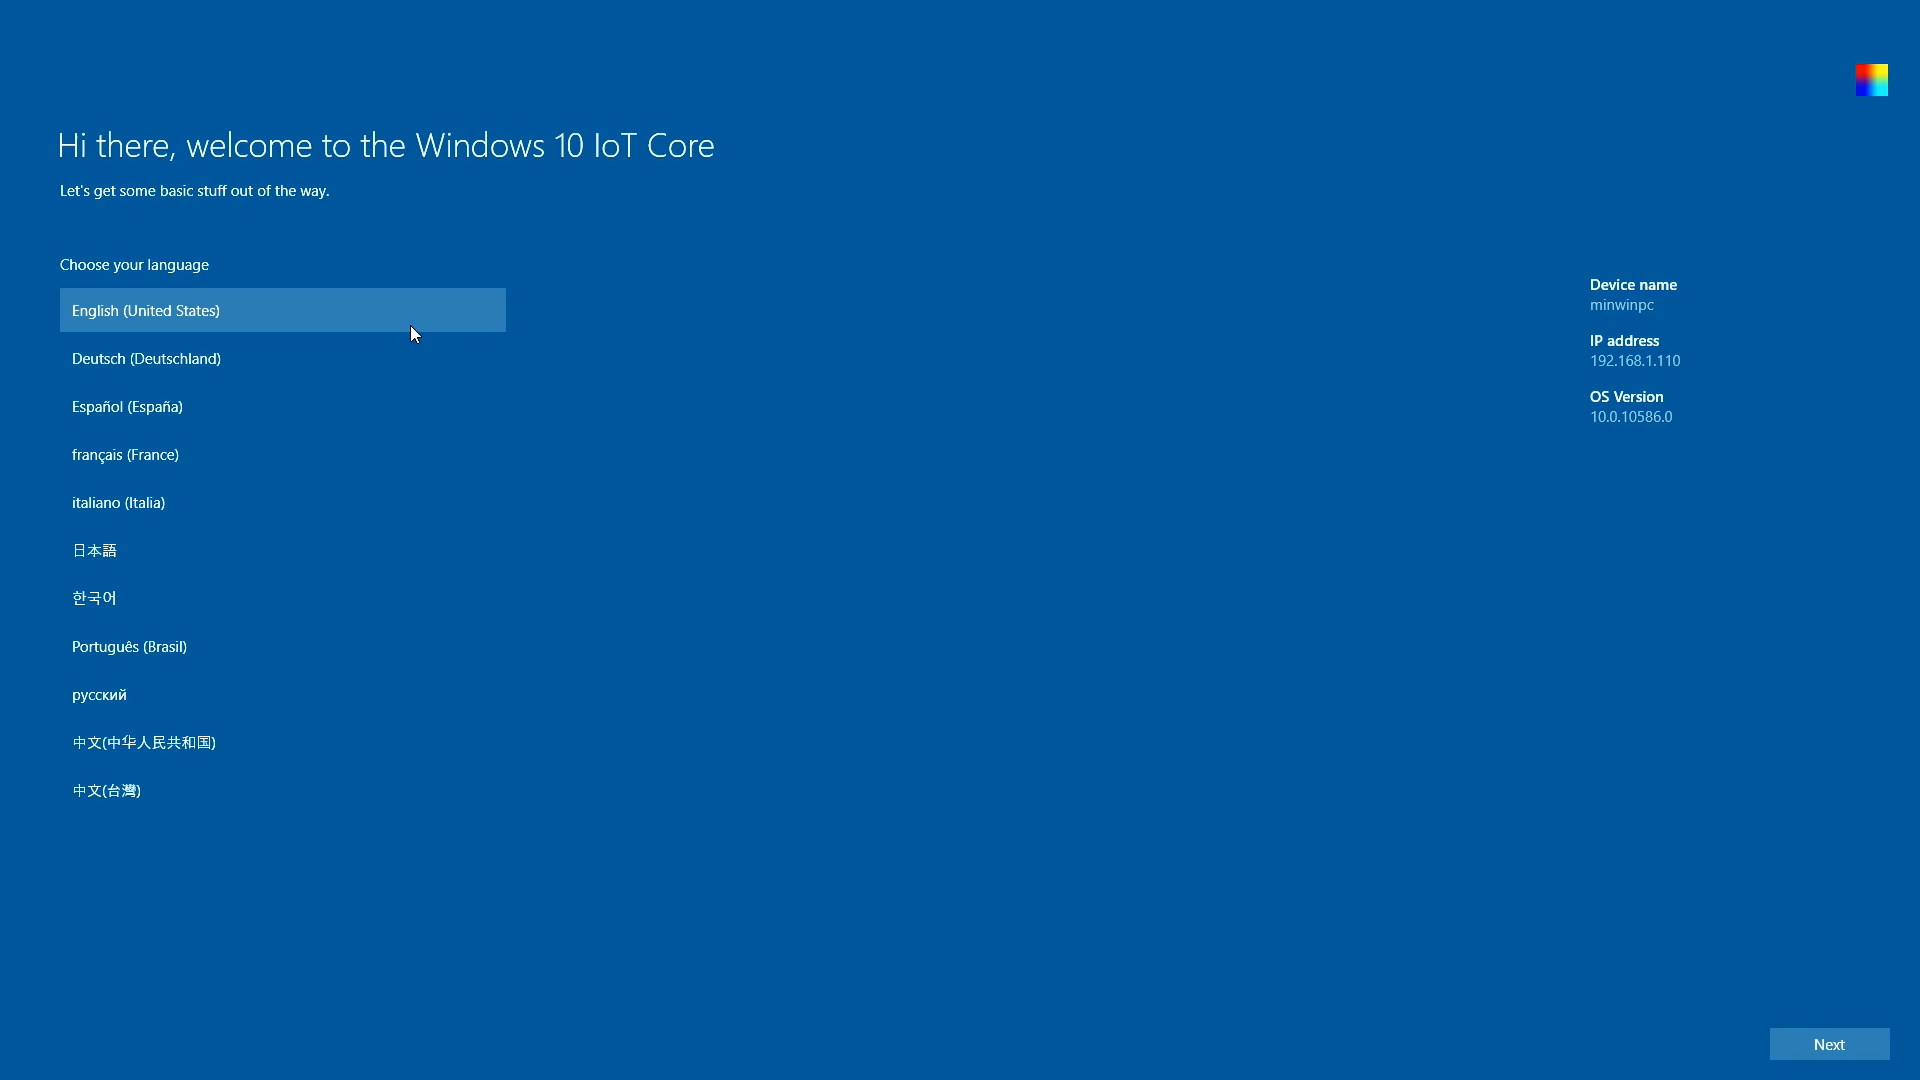 Hi there, welcome to the Windows 10 IoT Core
Let's get some basic stuff out of the way.
Choose your language
English (United States)
Deutsch (Deutschland)
Español (España)
français (France)
italiano (Italia)
日本語
한국어
Português (Brasil)
русский
中文(中华人民共和国)
中文(台灣)
Device name
minwinpc
IP address
192.168.1.110
OS Version
10.0.10586.0
Next